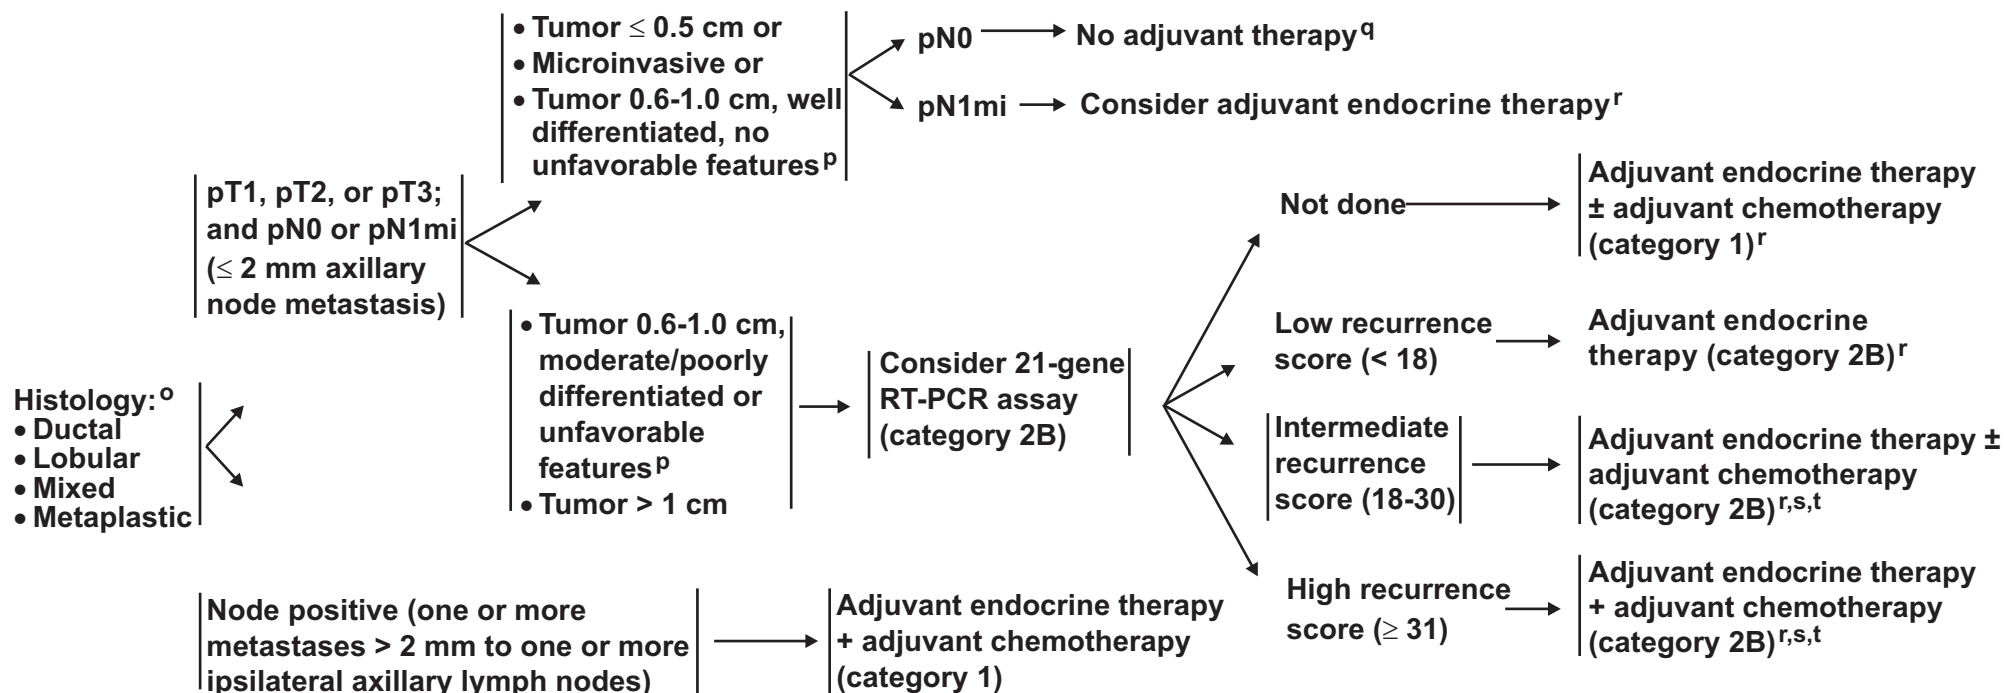 Histology:o
• Ductal
• Lobular
• Mixed
• Metaplastic
pT1, pT2, or pT3;
and pN0 or pN1mi
(≤ 2 mm axillary
node metastasis)
• Tumor ≤ 0.5 cm or
• Microinvasive or
• Tumor 0.6-1.0 cm, well
differentiated, no
unfavorable features p
pN0
No adjuvant therapy q
pN1mi
Consider adjuvant endocrine therapy r
• Tumor 0.6-1.0 cm,
moderate/poorly
differentiated or
unfavorable
features p
• Tumor > 1 cm
Consider 21-gene
RT-PCR assay
(category 2B)
Not done
Adjuvant endocrine therapy
± adjuvant chemotherapy
(category 1) r
Low recurrence
score (< 18)
Adjuvant endocrine
therapy (category 2B) r
Intermediate
recurrence
score (18-30)
Adjuvant endocrine therapy ±
adjuvant chemotherapy
(category 2B) r,s,t
High recurrence
score (≥ 31)
Adjuvant endocrine therapy
+ adjuvant chemotherapy
(category 2B) r,s,t
Node positive (one or more
metastases > 2 mm to one or more
ipsilateral axillary lymph nodes)
Adjuvant endocrine therapy
+ adjuvant chemotherapy
(category 1)